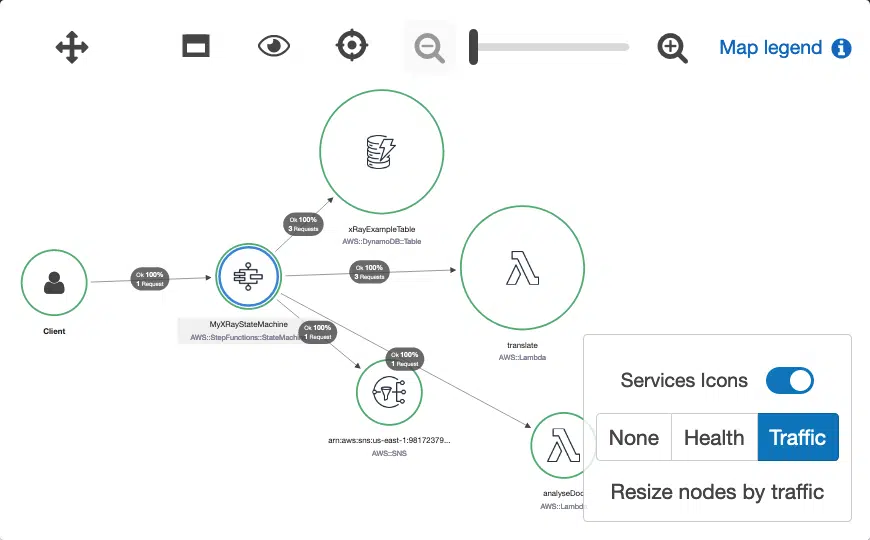 Map legend
Ok 100%
3 Requests
xRayExampleTable
AWS::DynamoDB::Table
Ok 100%
3 Requests
Ok 100%
1 Request
Client
MyXRayStateMachine
AWS::StepFunctions::StateMachi
Ok 100%
1 Request
translate
AWS::Lambda
Ok 100%
1 Request
arn:aws:sns:us-east-1:98172379...
AWS::SNS
analyseDoc
AWS::Lambda
Services Icons
None Health Traffic
Resize nodes by traffic